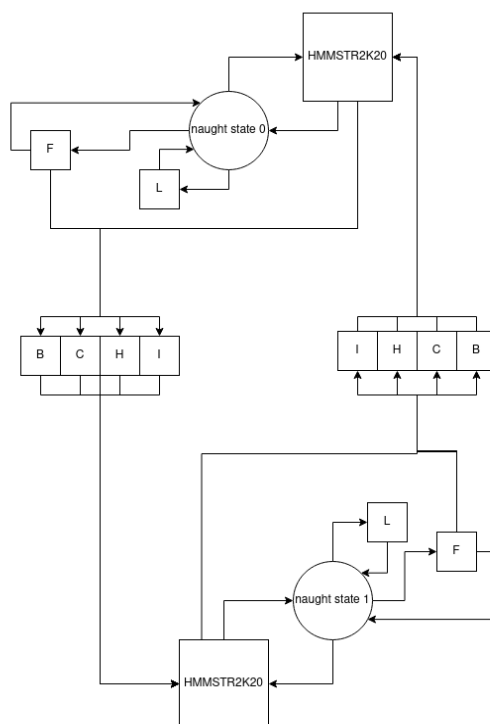 HMMSTR2K20
naught state 0
F
L
B C H I
I H C B
L
F
naught state 1
HMMSTR2K20